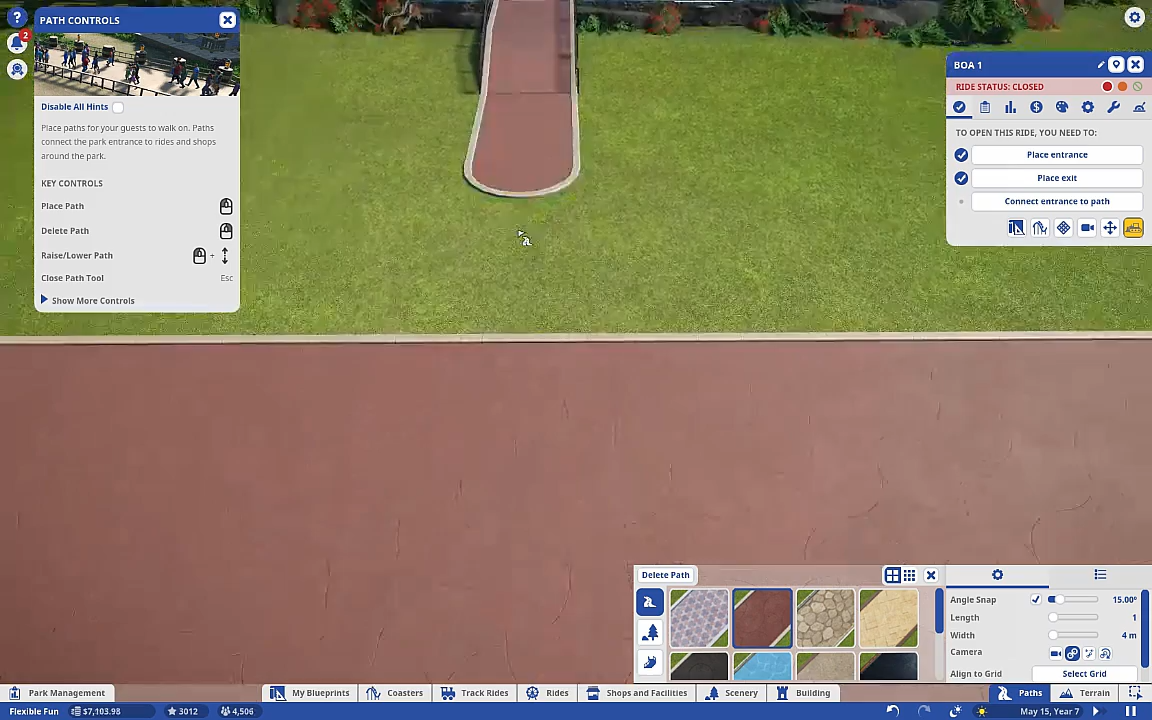 PATH CONTROLS
2
Disable All Hints
Place paths for your guests to walk on. Paths
connect the park entrance to rides and shops
around the park.
KEY CONTROLS
Place Path
Delete Path
Raise/Lower Path
+
Close Path Tool Esc
Show More Controls
BOA 1
RIDE STATUS: CLOSED
TO OPEN THIS RIDE, YOU NEED TO:
Place entrance
Place exit
Connect entrance to path
Delete Path
Angle Snap 15.00°
Length 1
Width 4 m
Camera
Align to Grid Select Grid
Park Management My Blueprints Coasters Track Rides Rides Shops and Facilities Scenery Building Paths Terrain
Flexible Fun $7,103.98 3012 4,506 May 15, Year 7